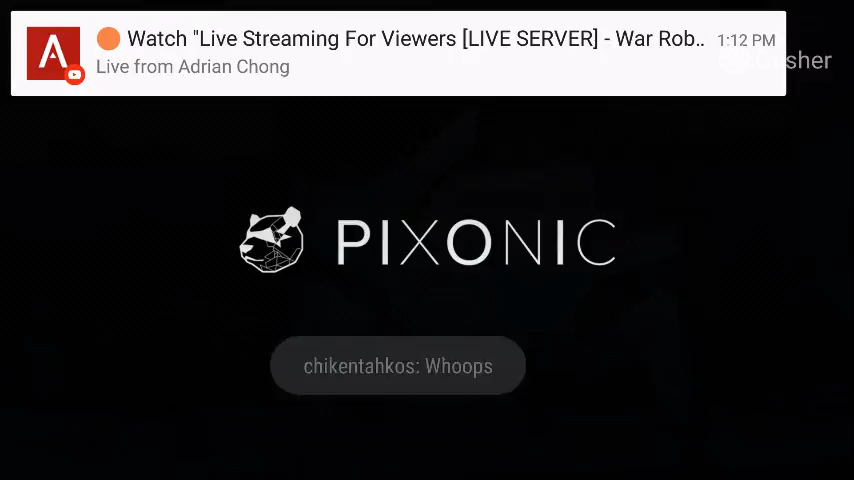 Watch "Live Streaming For Viewers [LIVE SERVER] - War Rob.. 1:12 PM
Live from Adrian Chong
PIXONIC
chikentahkos: Whoops